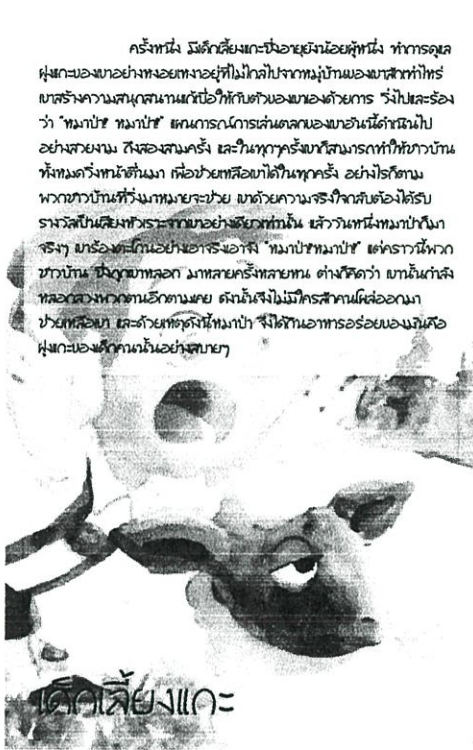 ครั้งหนึ่ง มีเด็กเลี้ยงแกะซึ่งอายุยังน้อยผู้หนึ่ง ทำการดูแล
ฝูงแกะของเขาอย่างหงอยเหงาอยู่ที่ไม่ไกลไปจากหมู่บ้านของเขาสักเท่าไหร่
เขาสร้างความสนุกสนานแก้เบื่อให้กับตัวของเขาเองด้วยการ วิ่งไปและร้อง
ว่า "หมาป่า! หมาป่า!" แผนการณ์การเล่นตลกของเขาอันนี้ดำเนินไป
อย่างสวยงาม ถึงสองสามครั้ง และในทุกๆครั้งเขาก็สามารถทำให้ชาวบ้าน
ทั้งหมดวิ่งหน้าตื่นมา เพื่อช่วยเหลือเขาได้ในทุกครั้ง อย่างไรก็ตาม
พวกชาวบ้านที่วิ่งมาหมายจะช่วย เขาด้วยความจริงใจกลับต้องได้รับ
รางวัลเป็นเสียงหัวเราะจากเขาอย่างเดียวเท่านั้น แล้ววันหนึ่งหมาป่าก็มา
จริงๆ เขาร้องตะโกนอย่างเอาจริงเอาจัง "หมาป่า!หมาป่า!" แต่คราวนี้พวก
ชาวบ้าน ซึ่งถูกเขาหลอก มาหลายครั้งหลายหน ต่างก็คิดว่า เขานั้นกำลัง
หลอกลวงพวกตนอีกตามเคย ดังนั้นจึงไม่มีใครสักคนโผล่ออกมา
ช่วยเหลือเขา และด้วยเหตุดังนี้หมาป่า จึงได้กินอาหารอร่อยของมันคือ
ฝูงแกะของเด็กคนนั้นอย่างสบายๆ
เด็กเลี้ยงแกะ